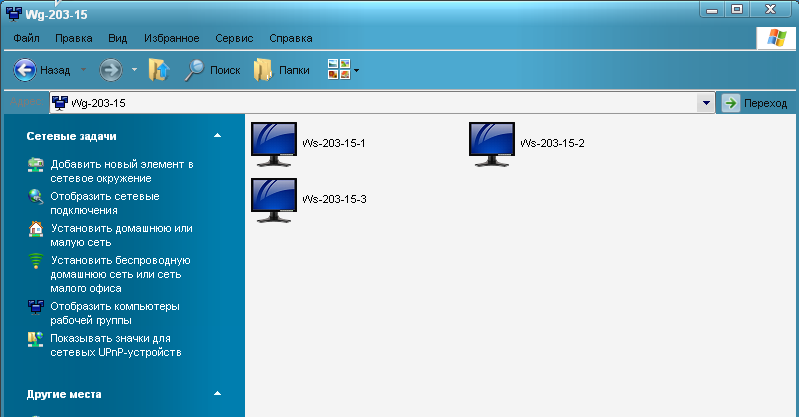 Wg-203-15
Файл Правка Вид Избранное Сервис Справка
Назад Поиск Папки
Адрес: Wg-203-15 Переход
Сетевые задачи
Добавить новый элемент в
сетевое окружение
Отобразить сетевые
подключения
Установить домашнюю или
малую сеть
Установить беспроводную
домашнюю сеть или сеть
малого офиса
Отобразить компьютеры
рабочей группы
Показывать значки для
сетевых UPnP-устройств
Другие места
Ws-203-15-1 Ws-203-15-2
Ws-203-15-3